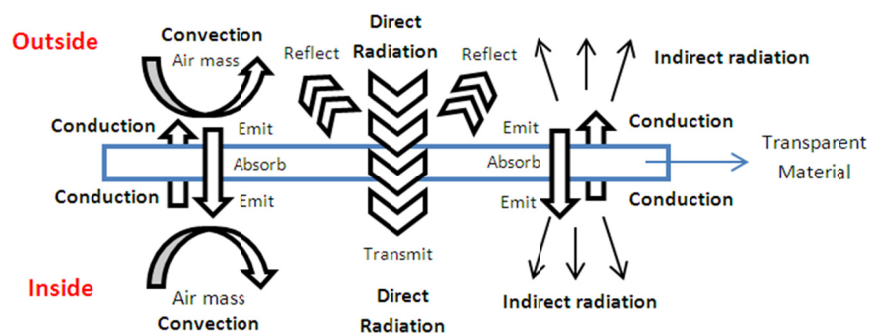 Outside
Convection
Air mass
Direct
Radiation
Reflect
Reflect
Indirect radiation
Conduction
Emit
Absorb
Conduction
Emit
Emit
Absorb
Emit
Conduction
Conduction
Transparent
Material
Transmit
Inside
Air mass
Convection
Direct
Radiation
Indirect radiation